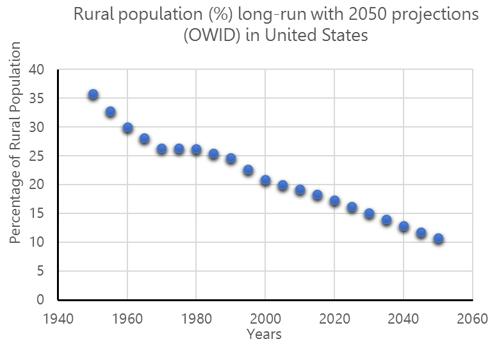 Rural population (%) long-run with 2050 projections
(OWID) in United States
Percentage of Rural Population
40
35
30
25
20
15
10
5
0
1940 1960 1980 2000 2020 2040 2060
Years